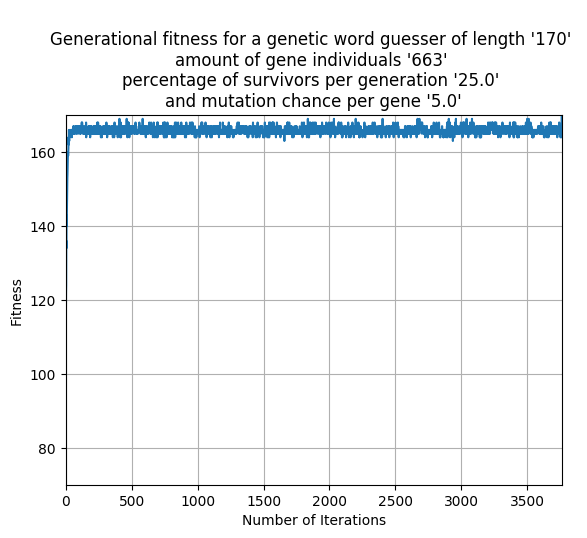 Generational fitness for a genetic word guesser of length '170'
amount of gene individuals '663'
percentage of survivors per generation '25.0'
and mutation chance per gene '5.0'
160
140
120
100
80
Fitness
0 500 1000 1500 2000 2500 3000 3500
Number of Iterations